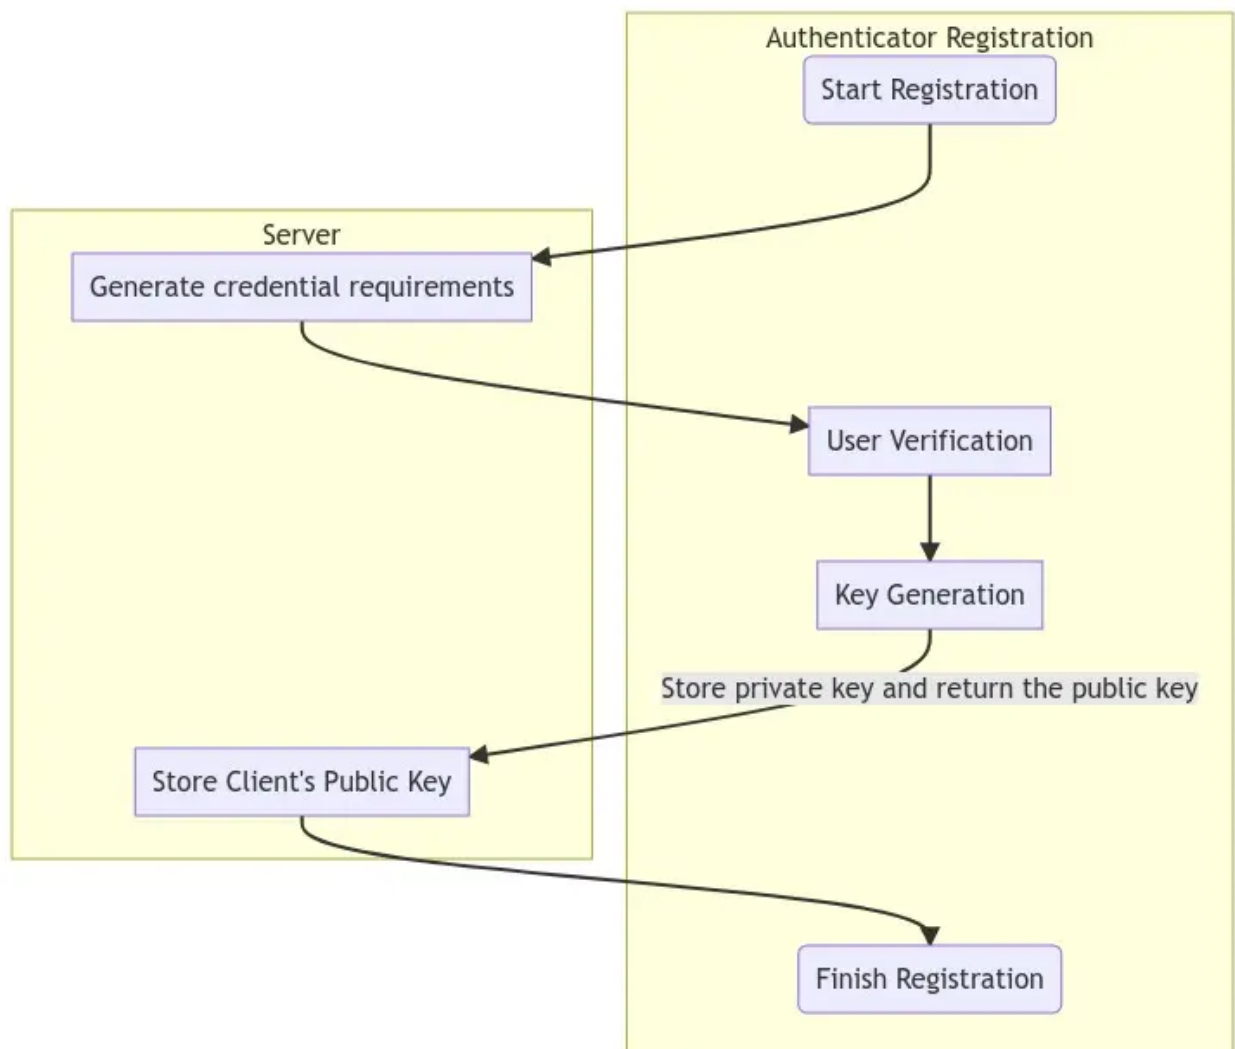 Authenticator Registration
Start Registration
Server
Generate credential requirements
User Verification
Key Generation
Store private key and return the public key
Store Client's Public Key
Finish Registration